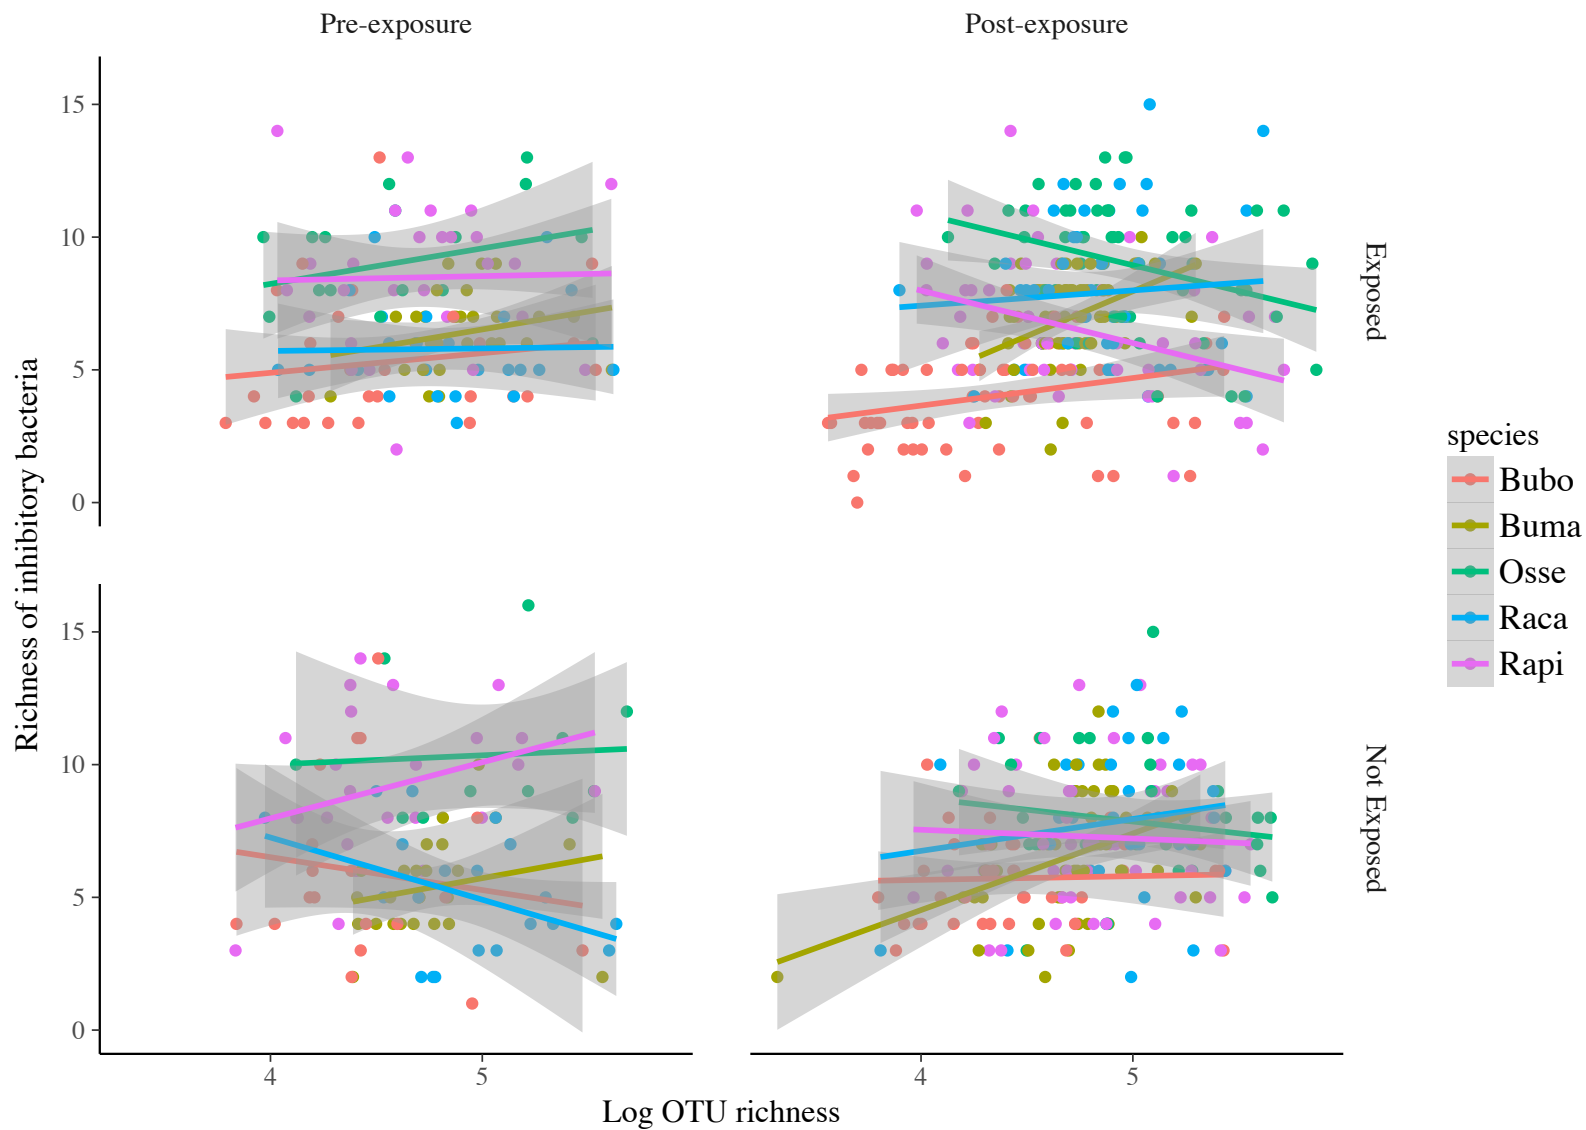 Pre-exposure
Post-exposure
15
10
5
0
Exposed
Richness of inhibitory bacteria
species
Bubo
Buma
Osse
Raca
Rapi
15
10
5
0
Not Exposed
4
5
4
5
Log OTU richness